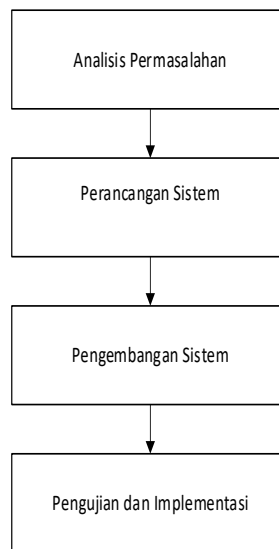 Analisis Permasalahan
Perancangan Sistem
Pengembangan Sistem
Pengujian dan Implementasi